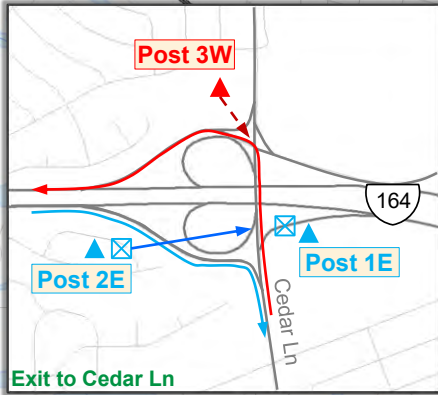 Post 3W
164
Post 2E
Post 1E
Cedar Ln
Exit to Cedar Ln